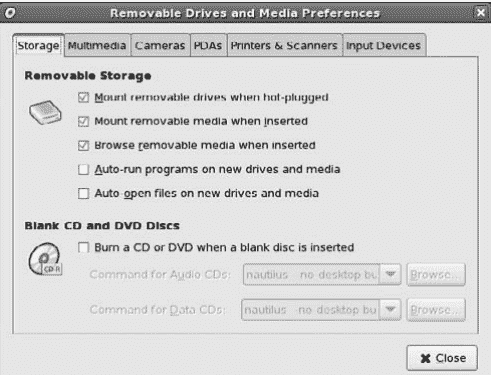 Removable Drives and Media Preferences
Storage Multimedia Cameras PDAs Printers & Scanners Input Devices
Removable Storage
Mount removable drives when hot-plugged
Mount removable media when inserted
Browse removable media when inserted
Auto-run programs on new drives and media
Auto-open files on new drives and media
Blank CD and DVD Discs
Burn a CD or DVD when a blank disc is inserted
CD-R
Command for Audio CDs: nautilus no desktop bu Browse...
Command for Data CDs: nautilus no desktop bu Browse...
Close